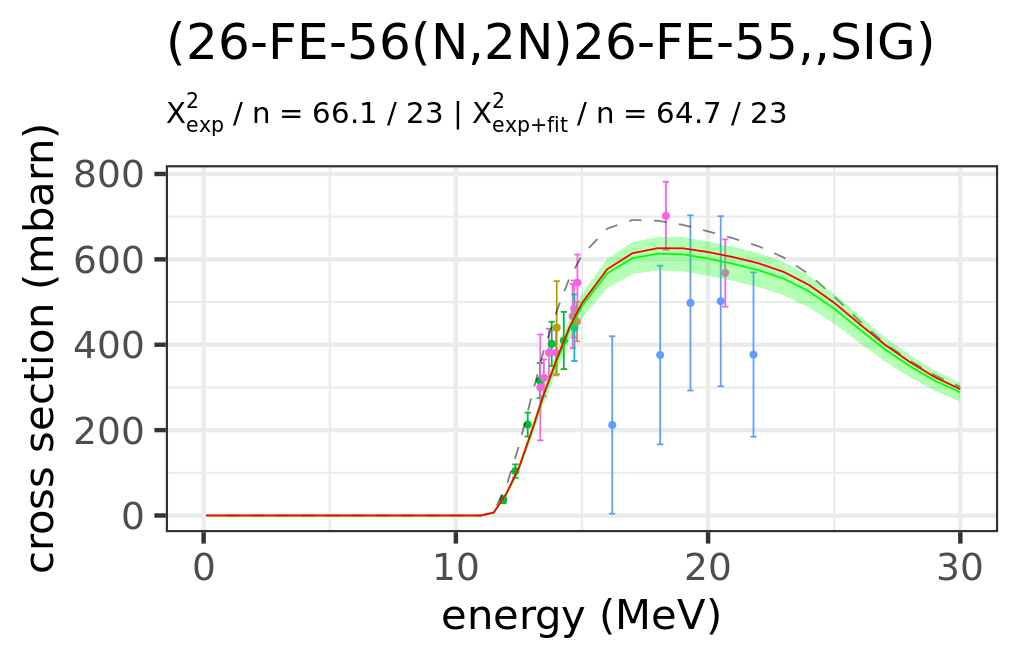 (26-FE-56(N,2N)26-FE-55,,SIG)
X²exp / n = 66.1 / 23 | X²exp+fit / n = 64.7 / 23
cross section (mbarn)
800
600
400
200
0
0 10 20 30
energy (MeV)